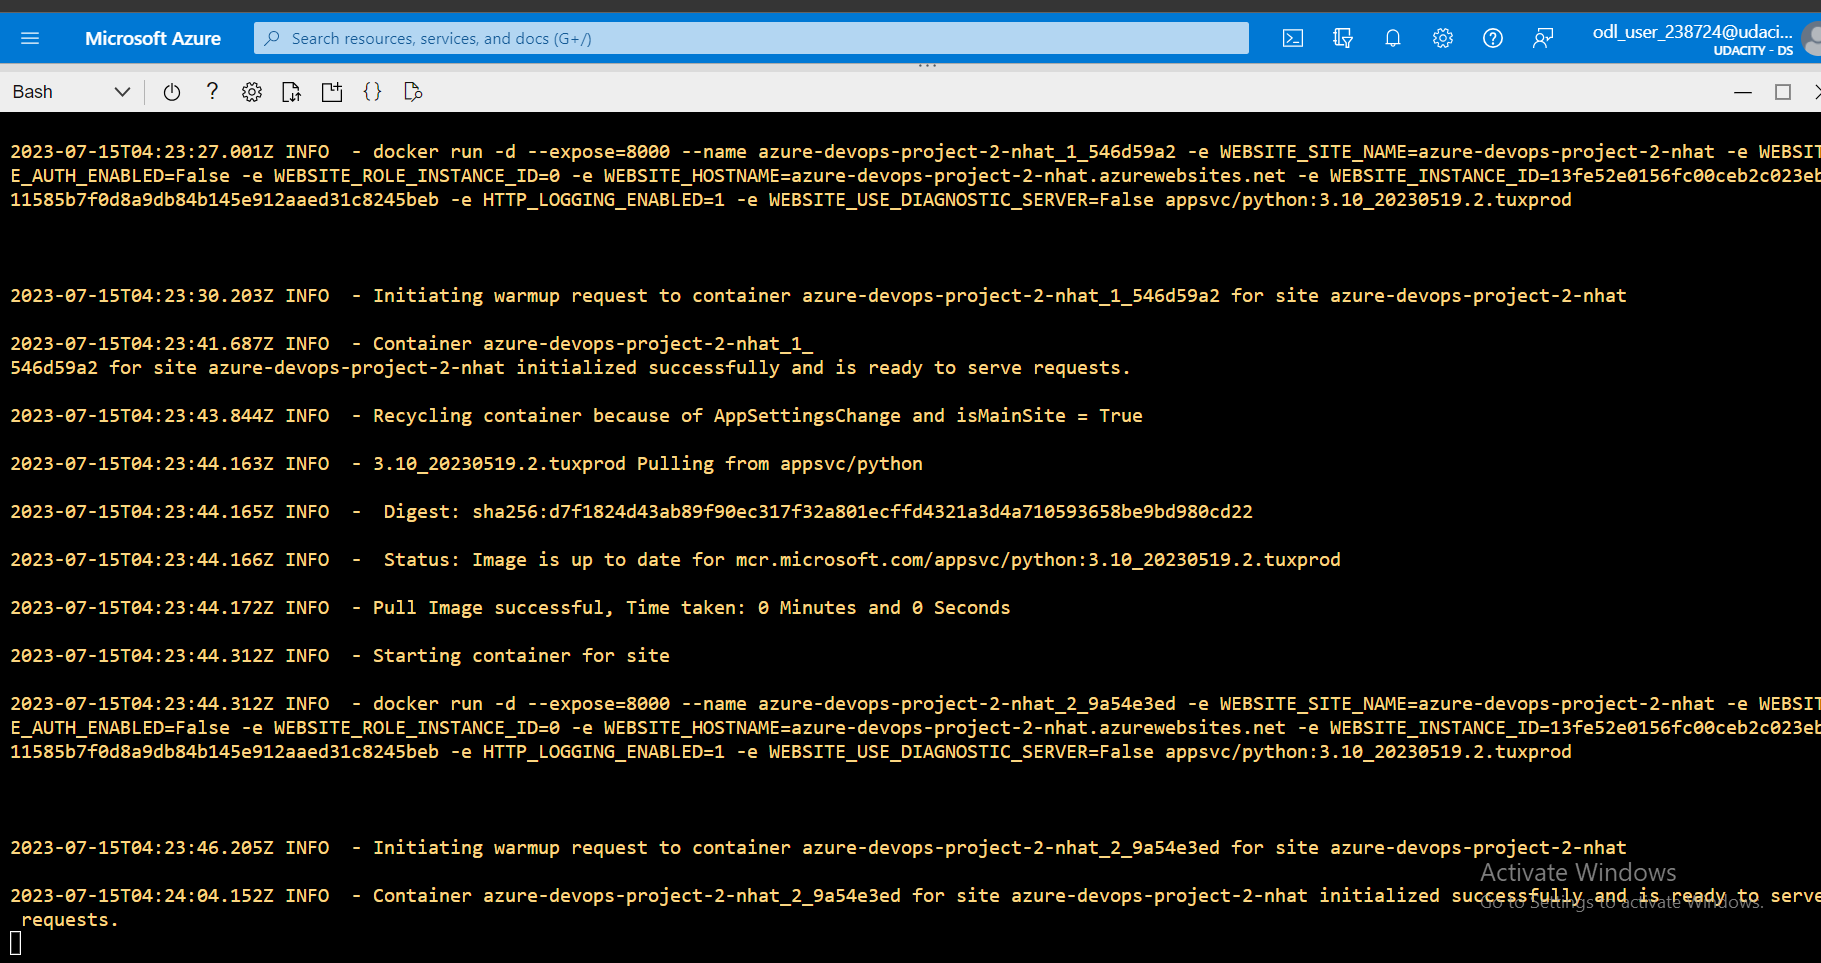 Microsoft Azure
Search resources, services, and docs (G+/)
odl_user_238724@udaci...
UDACITY - DS
Bash
2023-07-15T04:23:27.001Z INFO  - docker run -d --expose=8000 --name azure-devops-project-2-nhat_1_546d59a2 -e WEBSITE_SITE_NAME=azure-devops-project-2-nhat -e WEBSIT
E_AUTH_ENABLED=False -e WEBSITE_ROLE_INSTANCE_ID=0 -e WEBSITE_HOSTNAME=azure-devops-project-2-nhat.azurewebsites.net -e WEBSITE_INSTANCE_ID=13fe52e0156fc00ceb2c023eb
11585b7f0d8a9db84b145e912aaed31c8245beb -e HTTP_LOGGING_ENABLED=1 -e WEBSITE_USE_DIAGNOSTIC_SERVER=False appsvc/python:3.10_20230519.2.tuxprod
2023-07-15T04:23:30.203Z INFO  - Initiating warmup request to container azure-devops-project-2-nhat_1_546d59a2 for site azure-devops-project-2-nhat
2023-07-15T04:23:41.687Z INFO  - Container azure-devops-project-2-nhat_1_
546d59a2 for site azure-devops-project-2-nhat initialized successfully and is ready to serve requests.
2023-07-15T04:23:43.844Z INFO  - Recycling container because of AppSettingsChange and isMainSite = True
2023-07-15T04:23:44.163Z INFO  - 3.10_20230519.2.tuxprod Pulling from appsvc/python
2023-07-15T04:23:44.165Z INFO  -  Digest: sha256:d7f1824d43ab89f90ec317f32a801ecffd4321a3d4a710593658be9bd980cd22
2023-07-15T04:23:44.166Z INFO  -  Status: Image is up to date for mcr.microsoft.com/appsvc/python:3.10_20230519.2.tuxprod
2023-07-15T04:23:44.172Z INFO  - Pull Image successful, Time taken: 0 Minutes and 0 Seconds
2023-07-15T04:23:44.312Z INFO  - Starting container for site
2023-07-15T04:23:44.312Z INFO  - docker run -d --expose=8000 --name azure-devops-project-2-nhat_2_9a54e3ed -e WEBSITE_SITE_NAME=azure-devops-project-2-nhat -e WEBSIT
E_AUTH_ENABLED=False -e WEBSITE_ROLE_INSTANCE_ID=0 -e WEBSITE_HOSTNAME=azure-devops-project-2-nhat.azurewebsites.net -e WEBSITE_INSTANCE_ID=13fe52e0156fc00ceb2c023eb
11585b7f0d8a9db84b145e912aaed31c8245beb -e HTTP_LOGGING_ENABLED=1 -e WEBSITE_USE_DIAGNOSTIC_SERVER=False appsvc/python:3.10_20230519.2.tuxprod
2023-07-15T04:23:46.205Z INFO  - Initiating warmup request to container azure-devops-project-2-nhat_2_9a54e3ed for site azure-devops-project-2-nhat
Activate Windows
2023-07-15T04:24:04.152Z INFO  - Container azure-devops-project-2-nhat_2_9a54e3ed for site azure-devops-project-2-nhat initialized successfully and is ready to serve
Go to Settings to activate Windows.
requests.